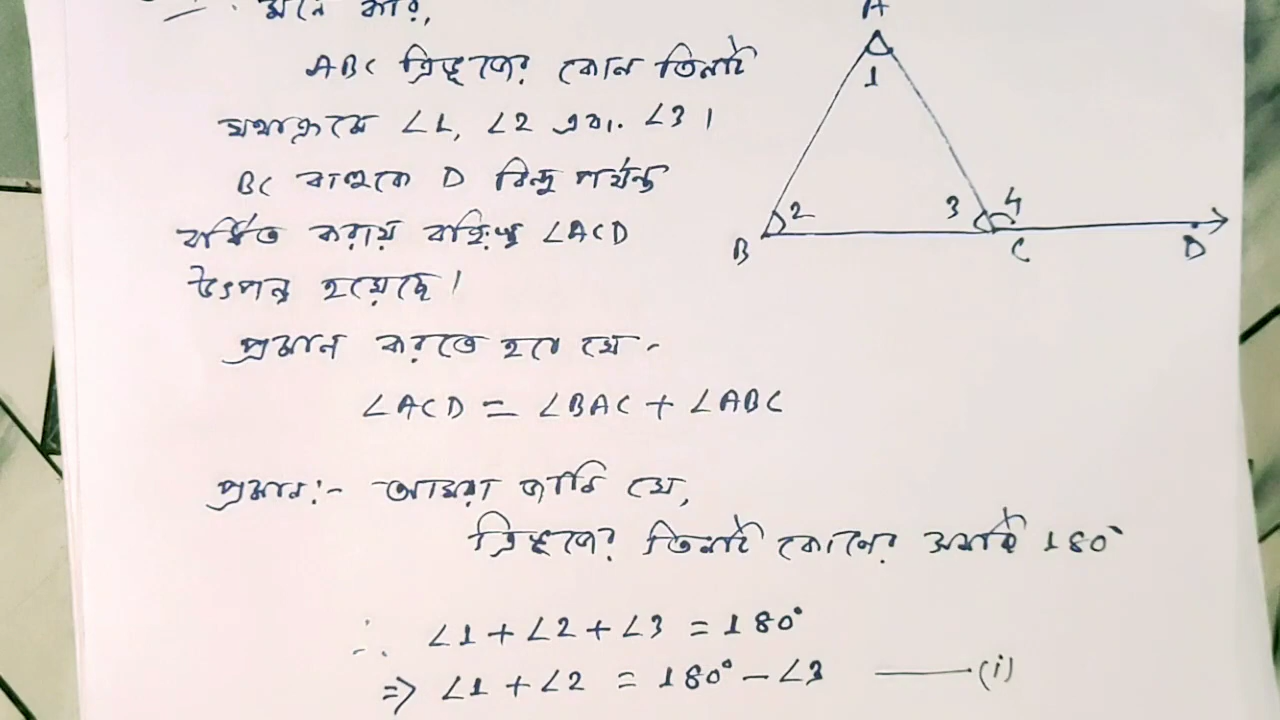 মনে করি,
ABC ত্রিভূজের কোন তিনটি
যথাক্রমে ∠1, ∠2 এবং ∠3 ।
BC বাহুকে D বিন্দু পর্যন্ত
বর্ধিত করায় বহিঃস্থ ∠ACD
উৎপন্ন হয়েছে।
প্রমান করতে হবে যে -
∠ACD = ∠BAC + ∠ABC
প্রমান:- আমরা জানি যে,
ত্রিভূজের তিনটি কোনের সমষ্টি 180°
∴ ∠1 + ∠2 + ∠3 = 180°
=> ∠1 + ∠2 = 180° - ∠3 —— (i)
A
1
2 3 4
B C D